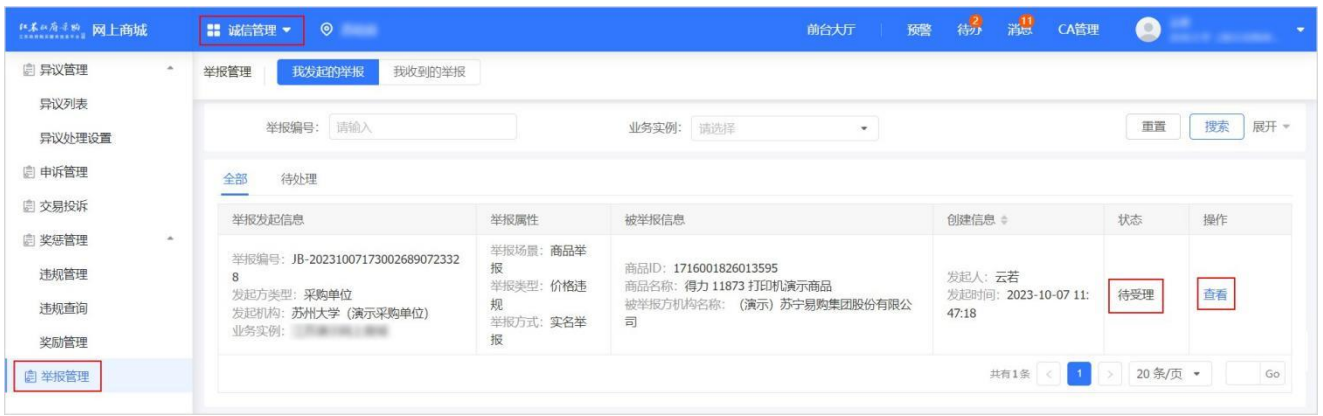 网上商城
诚信管理
前台大厅
预警
待办
2
消息
11
CA管理
异议管理
异议列表
异议处理设置
申诉管理
交易投诉
奖惩管理
违规管理
违规查询
奖励管理
举报管理
举报管理
我发起的举报
我收到的举报
举报编号： 请输入
业务实例： 请选择
重置
搜索
展开
全部
待处理
举报发起信息
举报属性
被举报信息
创建信息
状态
操作
举报编号：JB-20231007173002689072332
8
发起方类型：采购单位
发起机构：苏州大学（演示采购单位）
业务实例：
举报场景：商品举
报
举报类型：价格违
规
举报方式：实名举
报
商品ID：1716001826013595
商品名称：得力 11873 打印机演示商品
被举报方机构名称：（演示）苏宁易购集团股份有限公
司
发起人：云若
发起时间：2023-10-07 11:
47:18
待受理
查看
共有1条
<
1
>
20 条/页
Go